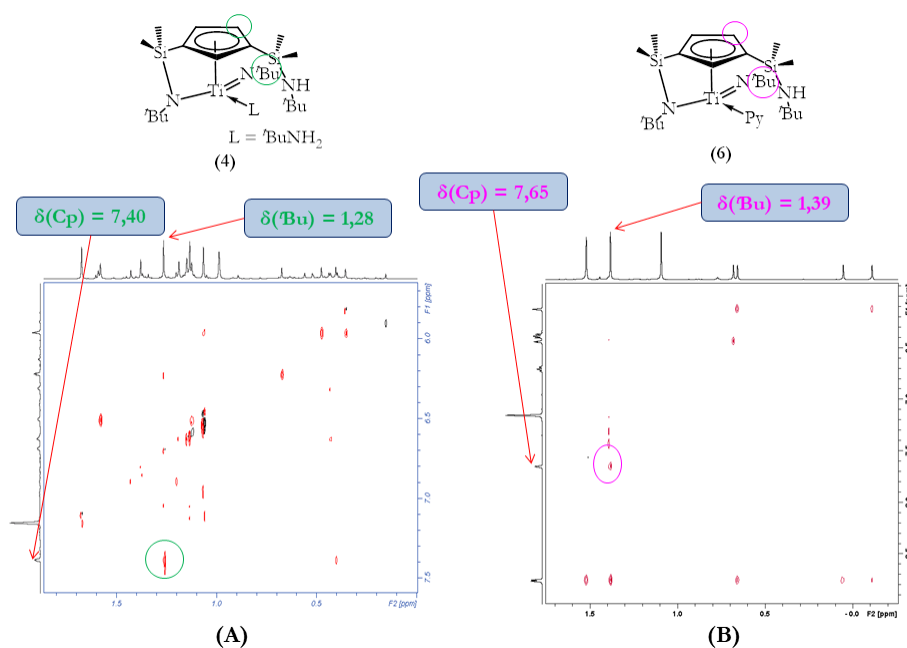 Si
Si
N
ᵗBu
NH
Ti
N
L
ᵗBu
ᵗBu
L = ᵗBuNH₂
(4)
Si
Si
N
ᵗBu
NH
Ti
N
Py
ᵗBu
ᵗBu
(6)
δ(Cp) = 7,40
δ(ᵗBu) = 1,28
δ(Cp) = 7,65
δ(ᵗBu) = 1,39
F1 [ppm]
6.0
6.5
7.0
7.5
1.5
1.0
0.5
F2 [ppm]
1.5
1.0
0.5
- 0.0
F2 [ppm]
(A)
(B)